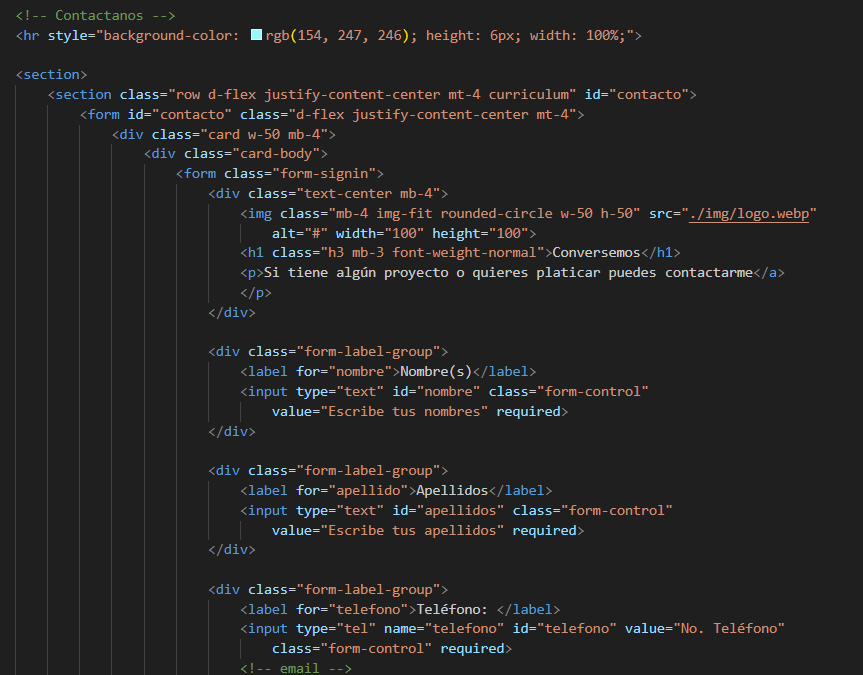 <!-- Contactanos -->
<hr style="background-color: rgb(154, 247, 246); height: 6px; width: 100%;">
<section>
<section class="row d-flex justify-content-center mt-4 curriculum" id="contacto">
<form id="contacto" class="d-flex justify-content-center mt-4">
<div class="card w-50 mb-4">
<div class="card-body">
<form class="form-signin">
<div class="text-center mb-4">
<img class="mb-4 img-fit rounded-circle w-50 h-50" src="./img/logo.webp"
alt="#" width="100" height="100">
<h1 class="h3 mb-3 font-weight-normal">Conversemos</h1>
<p>Si tiene algún proyecto o quieres platicar puedes contactarme</a>
</p>
</div>
<div class="form-label-group">
<label for="nombre">Nombre(s)</label>
<input type="text" id="nombre" class="form-control"
value="Escribe tus nombres" required>
</div>
<div class="form-label-group">
<label for="apellido">Apellidos</label>
<input type="text" id="apellidos" class="form-control"
value="Escribe tus apellidos" required>
</div>
<div class="form-label-group">
<label for="telefono">Teléfono: </label>
<input type="tel" name="telefono" id="telefono" value="No. Teléfono"
class="form-control" required>
<!-- email -->